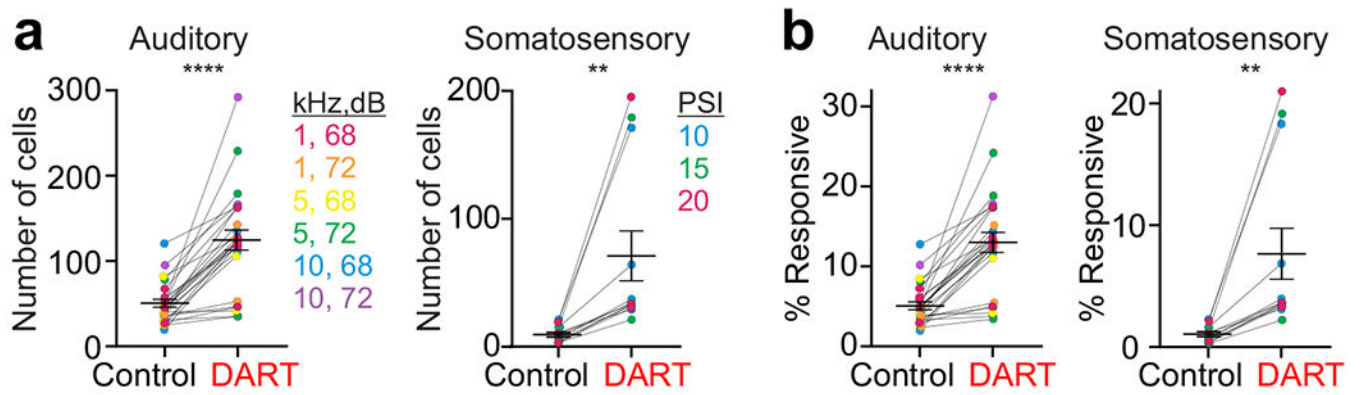 a
Auditory
****
Number of cells
300
200
100
0
Control DART
kHz,dB
1, 68
1, 72
5, 68
5, 72
10, 68
10, 72
Somatosensory
**
Number of cells
200
100
0
Control DART
PSI
10
15
20
b
Auditory
****
% Responsive
30
20
10
0
Control DART
Somatosensory
**
% Responsive
20
10
0
Control DART